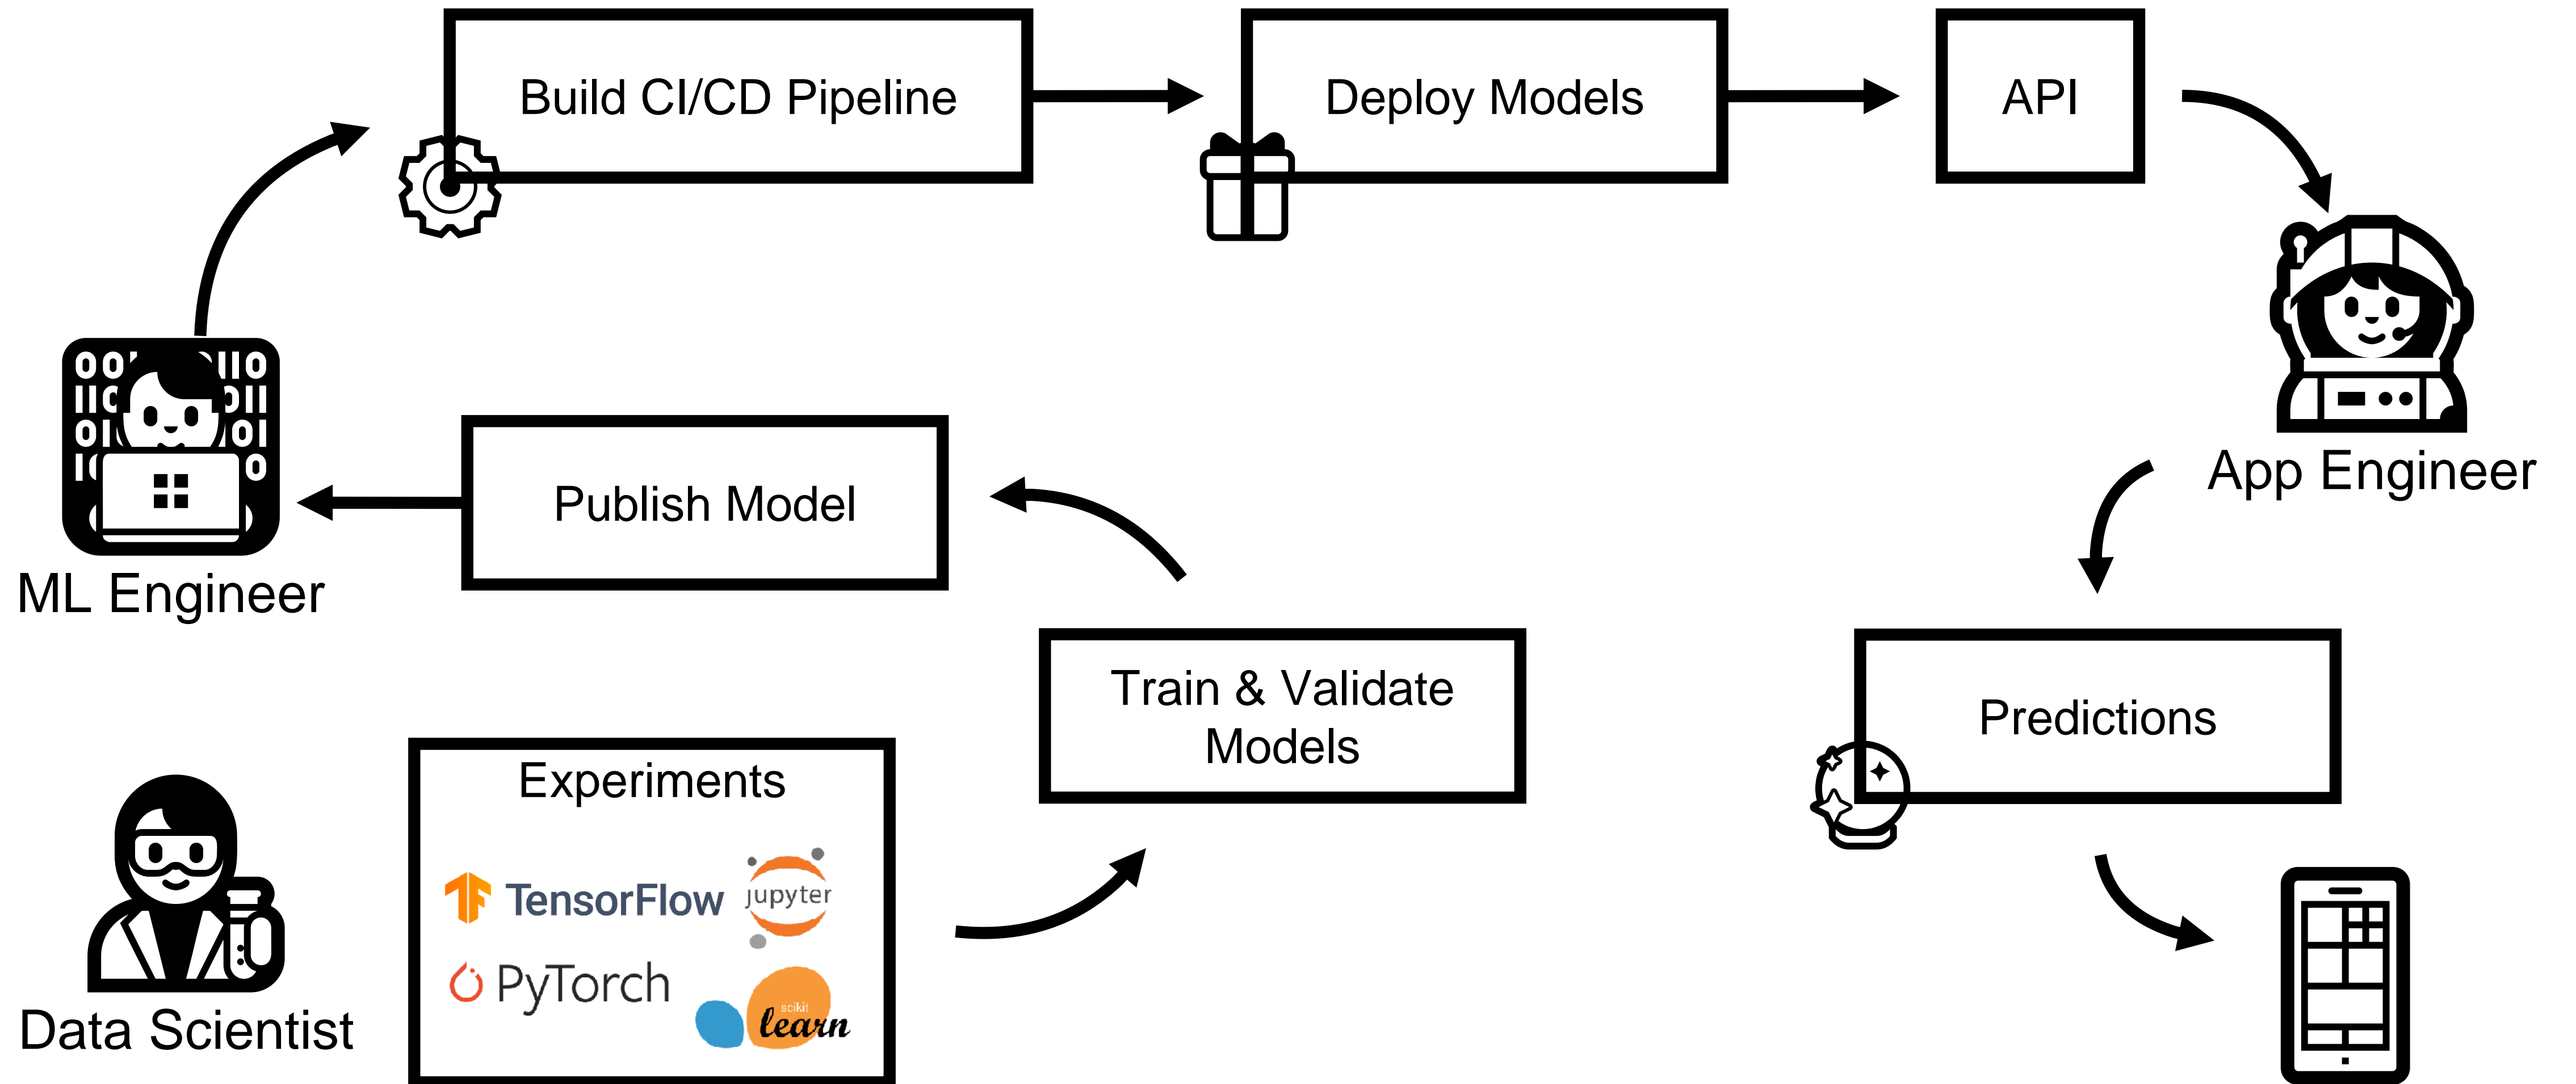 Build CI/CD Pipeline
Deploy Models
API
ML Engineer
Publish Model
App Engineer
Train & Validate
Models
Predictions
Data Scientist
Experiments
TensorFlow
jupyter
PyTorch
scikit
learn